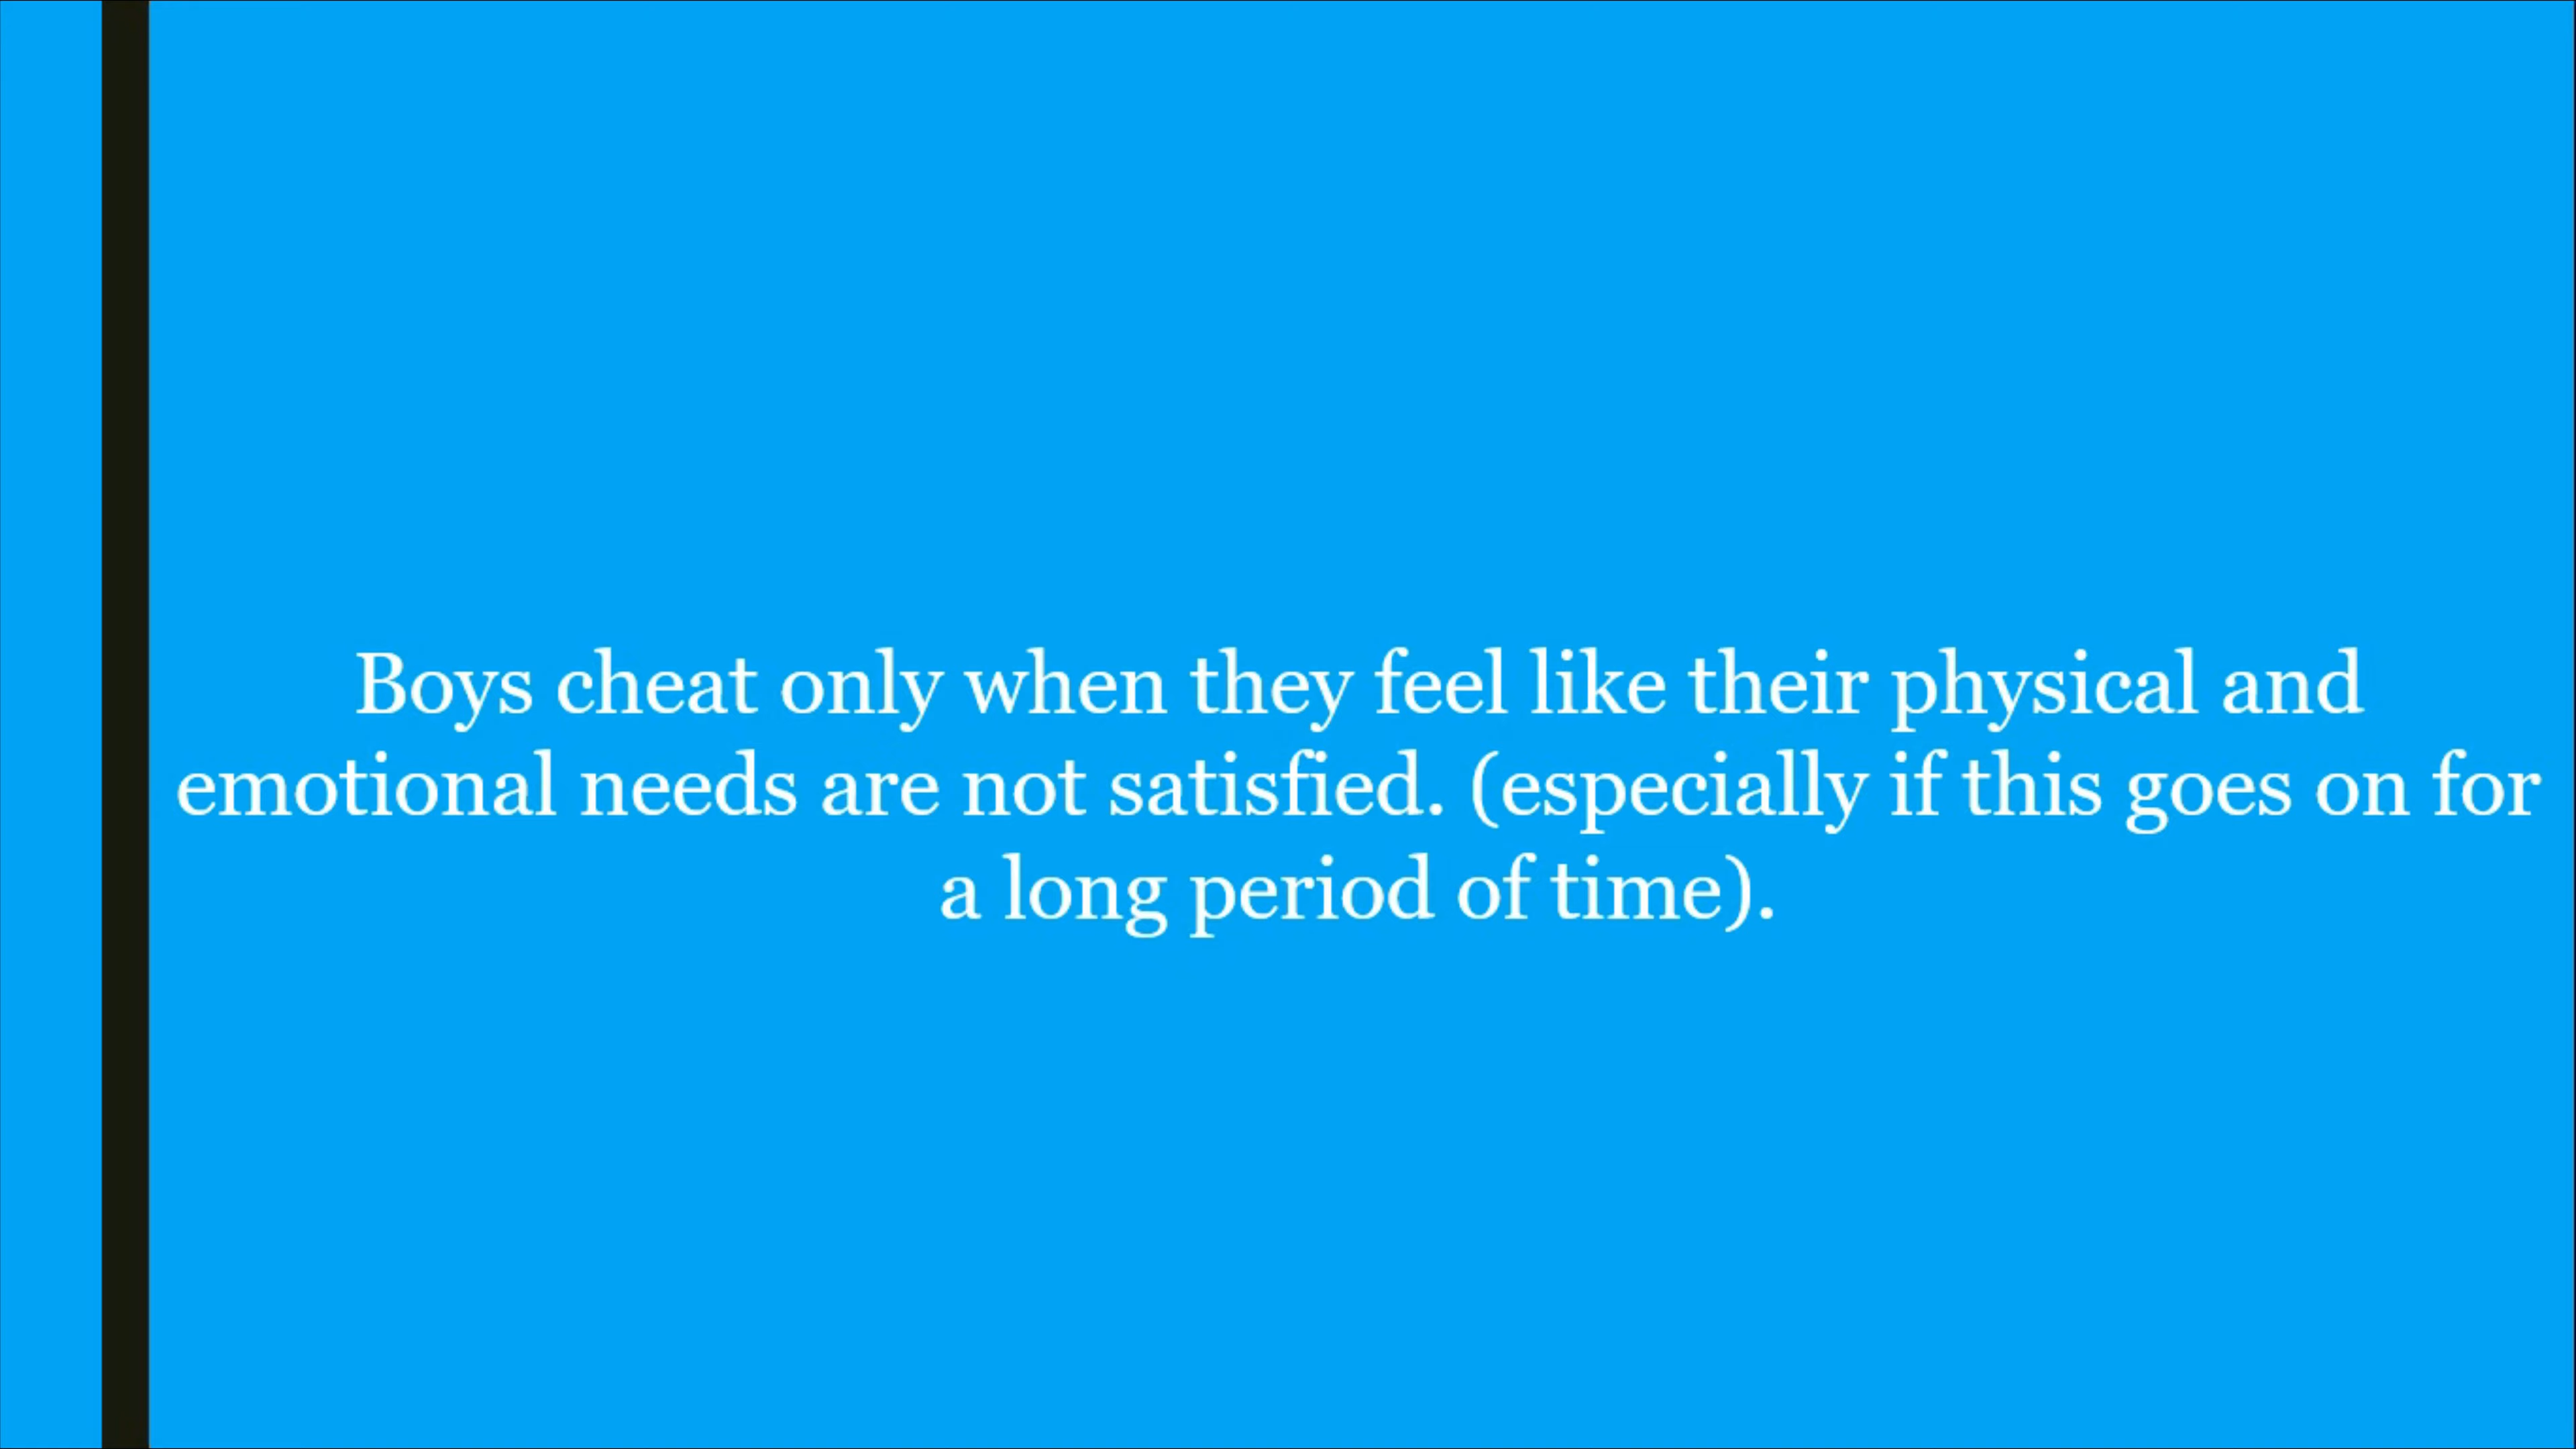 Boys cheat only when they feel like their physical and
emotional needs are not satisfied. (especially if this goes on for
a long period of time).